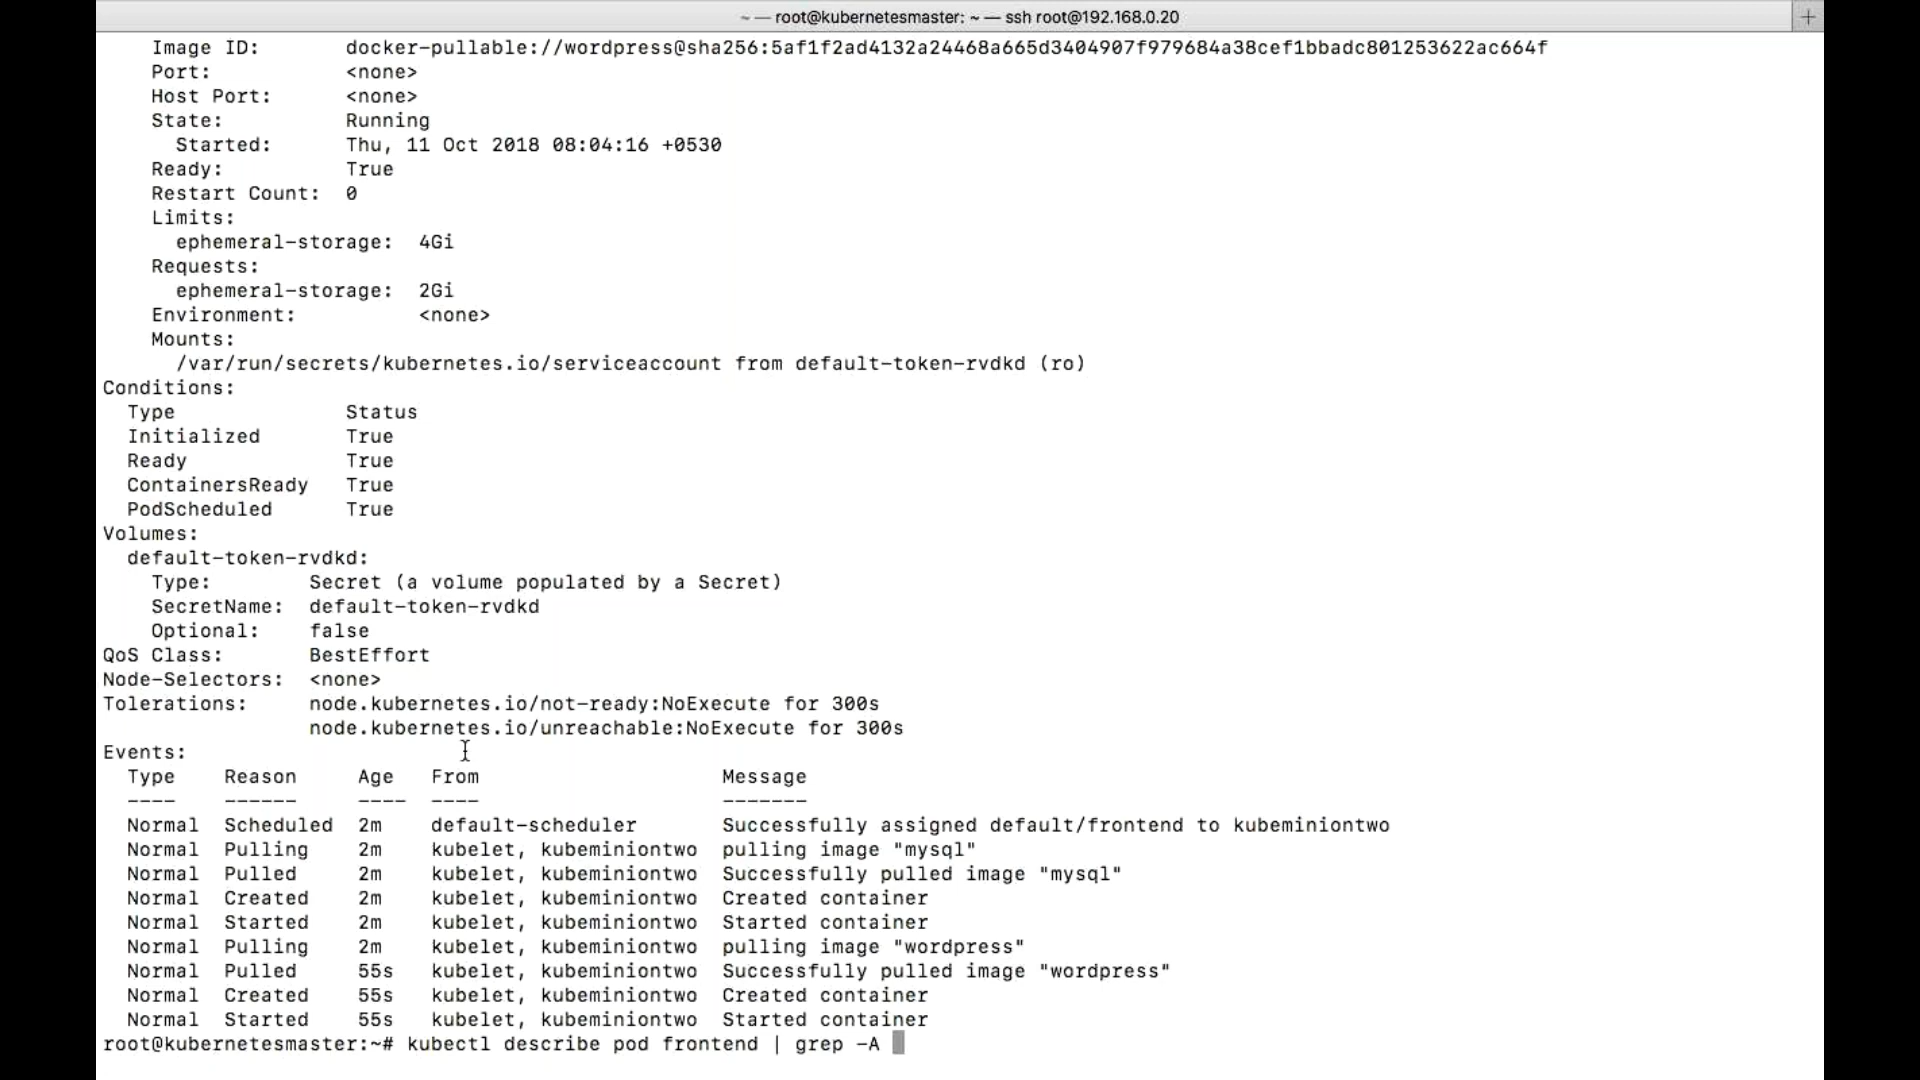 ~ — root@kubernetesmaster: ~ — ssh root@192.168.0.20
Image ID: docker-pullable://wordpress@sha256:5af1f2ad4132a24468a665d3404907f979684a38cef1bbadc801253622ac664f
Port: <none>
Host Port: <none>
State: Running
Started: Thu, 11 Oct 2018 08:04:16 +0530
Ready: True
Restart Count: 0
Limits:
ephemeral-storage: 4Gi
Requests:
ephemeral-storage: 2Gi
Environment: <none>
Mounts:
/var/run/secrets/kubernetes.io/serviceaccount from default-token-rvdkd (ro)
Conditions:
Type Status
Initialized True
Ready True
ContainersReady True
PodScheduled True
Volumes:
default-token-rvdkd:
Type: Secret (a volume populated by a Secret)
SecretName: default-token-rvdkd
Optional: false
QoS Class: BestEffort
Node-Selectors: <none>
Tolerations: node.kubernetes.io/not-ready:NoExecute for 300s
node.kubernetes.io/unreachable:NoExecute for 300s
Events:
Type Reason Age From Message
---- ------ ---- ---- -------
Normal Scheduled 2m default-scheduler Successfully assigned default/frontend to kubeminiontwo
Normal Pulling 2m kubelet, kubeminiontwo pulling image "mysql"
Normal Pulled 2m kubelet, kubeminiontwo Successfully pulled image "mysql"
Normal Created 2m kubelet, kubeminiontwo Created container
Normal Started 2m kubelet, kubeminiontwo Started container
Normal Pulling 2m kubelet, kubeminiontwo pulling image "wordpress"
Normal Pulled 55s kubelet, kubeminiontwo Successfully pulled image "wordpress"
Normal Created 55s kubelet, kubeminiontwo Created container
Normal Started 55s kubelet, kubeminiontwo Started container
root@kubernetesmaster:~# kubectl describe pod frontend | grep -A